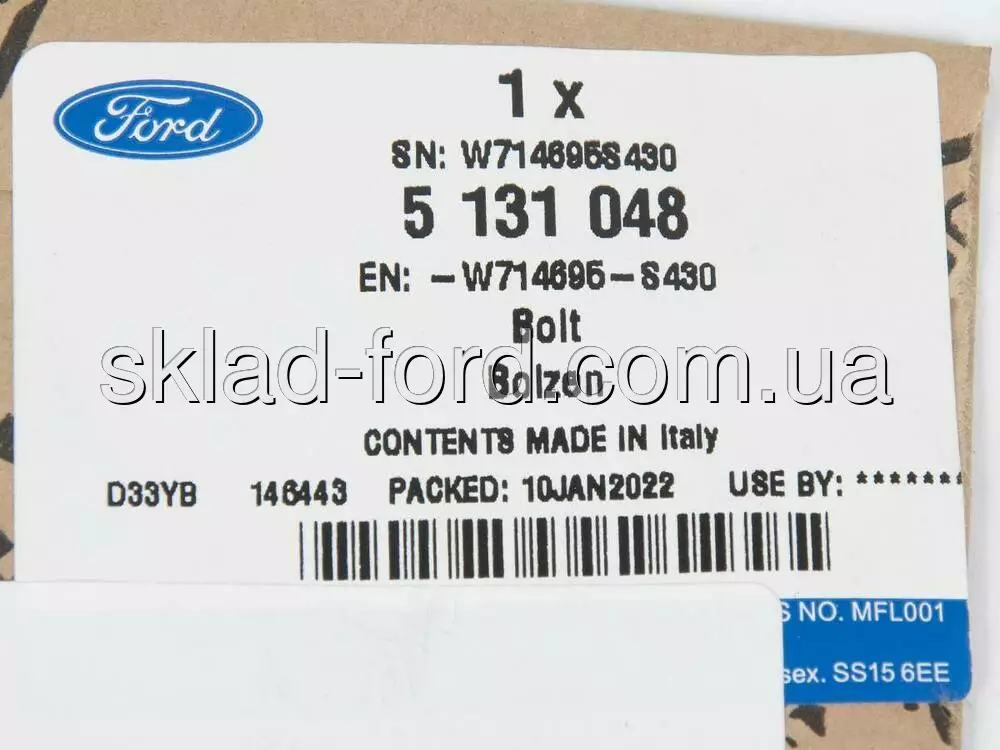 Ford
1 x
SN: W714695S430
5 131 048
EN: -W714695-S430
Bolt
Bolzen
sklad-ford.com.ua
CONTENTS MADE IN Italy
D33YB 146443 PACKED: 10JAN2022 USE BY: *******
NO. MFL001
SS15 6EE